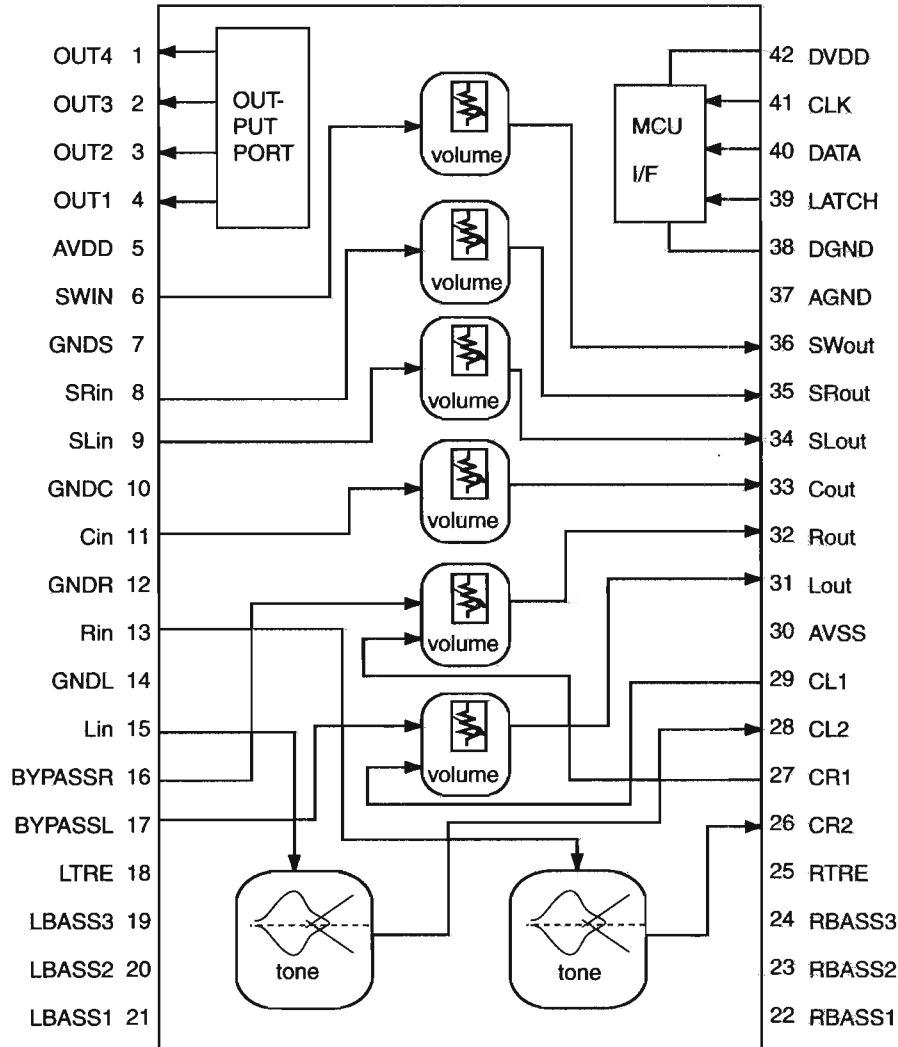 OUT4 1
OUT3 2
OUT2 3
OUT1 4
AVDD 5
SWIN 6
GNDS 7
SRin 8
SLin 9
GNDC 10
Cin 11
GNDR 12
Rin 13
GNDL 14
Lin 15
BYPASSR 16
BYPASSL 17
LTRE 18
LBASS3 19
LBASS2 20
LBASS1 21
OUT-
PUT
PORT
volume
volume
volume
volume
volume
volume
tone
tone
MCU
I/F
42 DVDD
41 CLK
40 DATA
39 LATCH
38 DGND
37 AGND
36 SWout
35 SRout
34 SLout
33 Cout
32 Rout
31 Lout
30 AVSS
29 CL1
28 CL2
27 CR1
26 CR2
25 RTRE
24 RBASS3
23 RBASS2
22 RBASS1